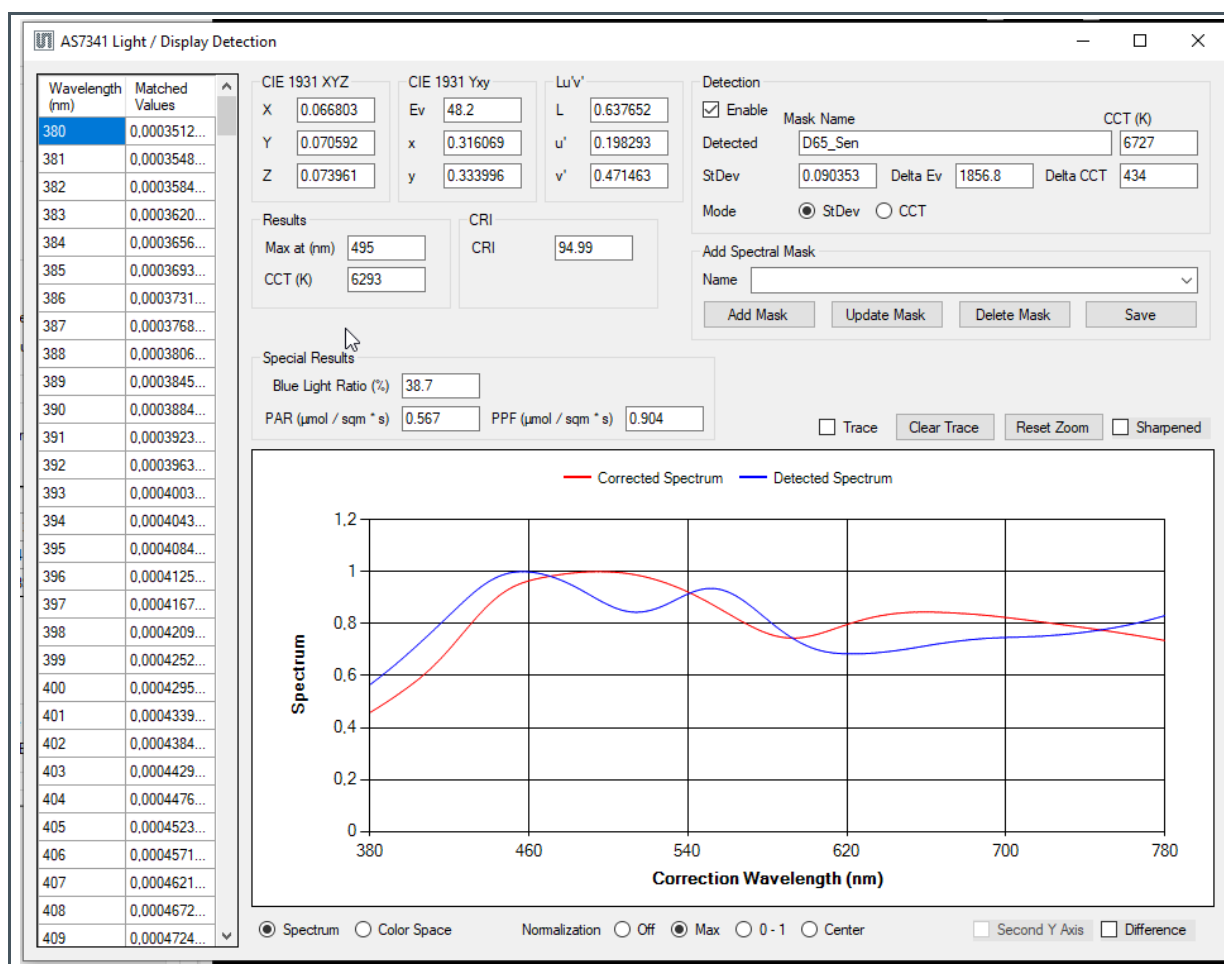 AS7341 Light / Display Detection
Wavelength (nm) Matched Values
380 0,0003512...
381 0,0003548...
382 0,0003584...
383 0,0003620...
384 0,0003656...
385 0,0003693...
386 0,0003731...
387 0,0003768...
388 0,0003806...
389 0,0003845...
390 0,0003884...
391 0,0003923...
392 0,0003963...
393 0,0004003...
394 0,0004043...
395 0,0004084...
396 0,0004125...
397 0,0004167...
398 0,0004209...
399 0,0004252...
400 0,0004295...
401 0,0004339...
402 0,0004384...
403 0,0004429...
404 0,0004476...
405 0,0004523...
406 0,0004571...
407 0,0004621...
408 0,0004672...
409 0,0004724...
CIE 1931 XYZ
X 0.066803
Y 0.070592
Z 0.073961
CIE 1931 Yxy
Ev 48.2
x 0.316069
y 0.333996
Lu'v'
L 0.637652
u' 0.198293
v' 0.471463
Detection
Enable
Mask Name CCT (K)
Detected D65_Sen 6727
StDev 0.090353 Delta Ev 1856.8 Delta CCT 434
Mode StDev CCT
Results
Max at (nm) 495
CCT (K) 6293
CRI
CRI 94.99
Add Spectral Mask
Name
Add Mask Update Mask Delete Mask Save
Special Results
Blue Light Ratio (%) 38.7
PAR (µmol / sqm * s) 0.567 PPF (µmol / sqm * s) 0.904
Trace Clear Trace Reset Zoom Sharpened
Corrected Spectrum Detected Spectrum
Spectrum
1,2
1
0,8
0,6
0,4
0,2
0
380 460 540 620 700 780
Correction Wavelength (nm)
Spectrum Color Space Normalization Off Max 0 - 1 Center Second Y Axis Difference